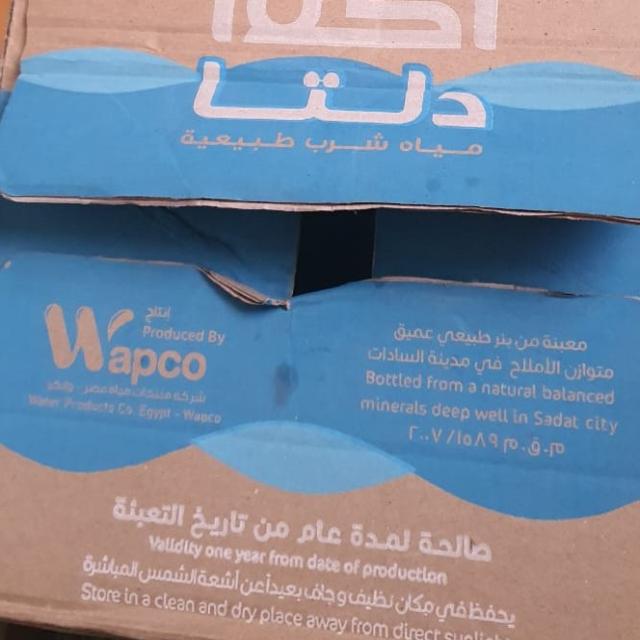 أكوا
دلتا
مياه شرب طبيعية
إنتاج
Produced By
Wapco
شركة منتجات مياه مصر - وابكو
Water Products Co. Egypt - Wapco
معبئة من بئر طبيعي عميق
متوازن الأملاح في مدينة السادات
Bottled from a natural balanced
minerals deep well in Sadat city
م.ق.م ١٥٨٩/٢٠٠٧
صالحة لمدة عام من تاريخ التعبئة
Validity one year from date of production
يحفظ في مكان نظيف وجاف بعيداً عن أشعة الشمس المباشرة
Store in a clean and dry place away from direct